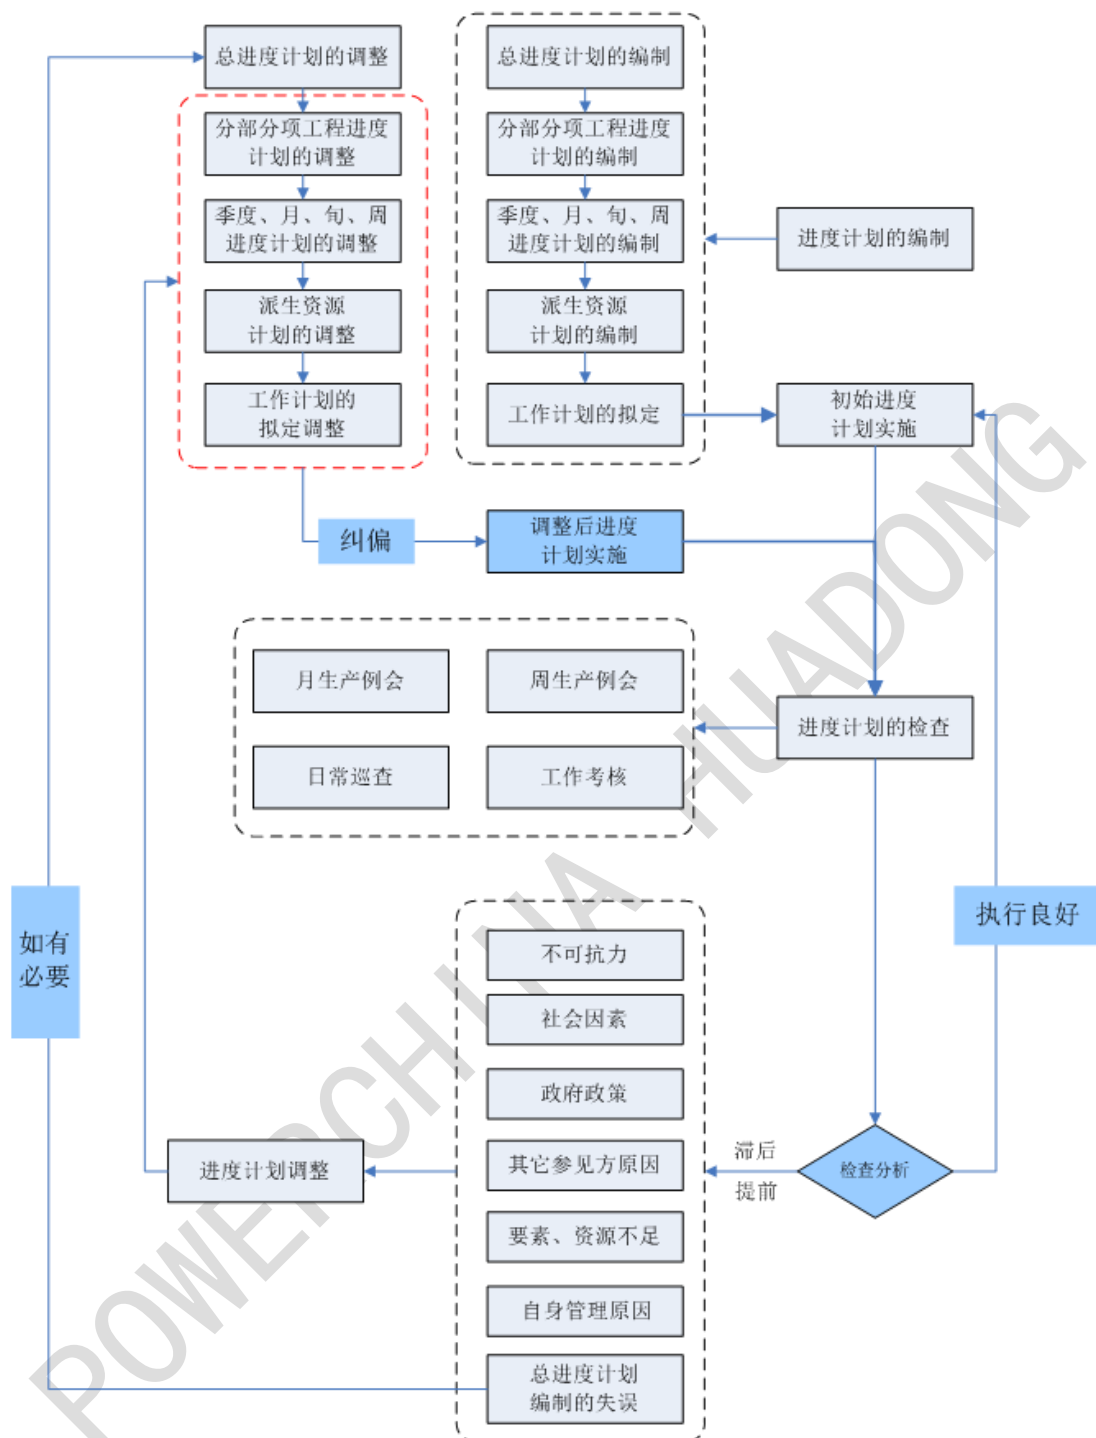 总进度计划的调整
总进度计划的编制
分部分项工程进度
计划的调整
分部分项工程进度
计划的编制
季度、月、旬、周
进度计划的调整
季度、月、旬、周
进度计划的编制
进度计划的编制
派生资源
计划的调整
派生资源
计划的编制
工作计划的
拟定调整
工作计划的拟定
初始进度
计划实施
纠偏
调整后进度
计划实施
月生产例会
周生产例会
进度计划的检查
日常巡查
工作考核
如有
必要
执行良好
不可抗力
社会因素
政府政策
进度计划调整
其它参见方原因
滞后
提前
检查分析
要素、资源不足
自身管理原因
总进度计划
编制的失误
POWERCHINA HUADONG